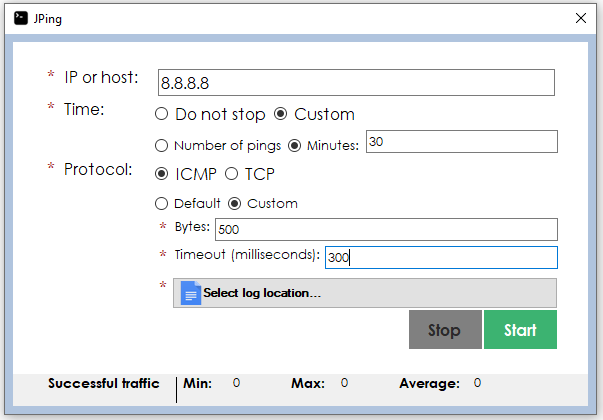 JPing
* IP or host: 8.8.8.8
* Time: Do not stop Custom
Number of pings Minutes: 30
* Protocol: ICMP TCP
Default Custom
* Bytes: 500
* Timeout (milliseconds): 300
* Select log location...
Stop Start
Successful traffic Min: 0 Max: 0 Average: 0